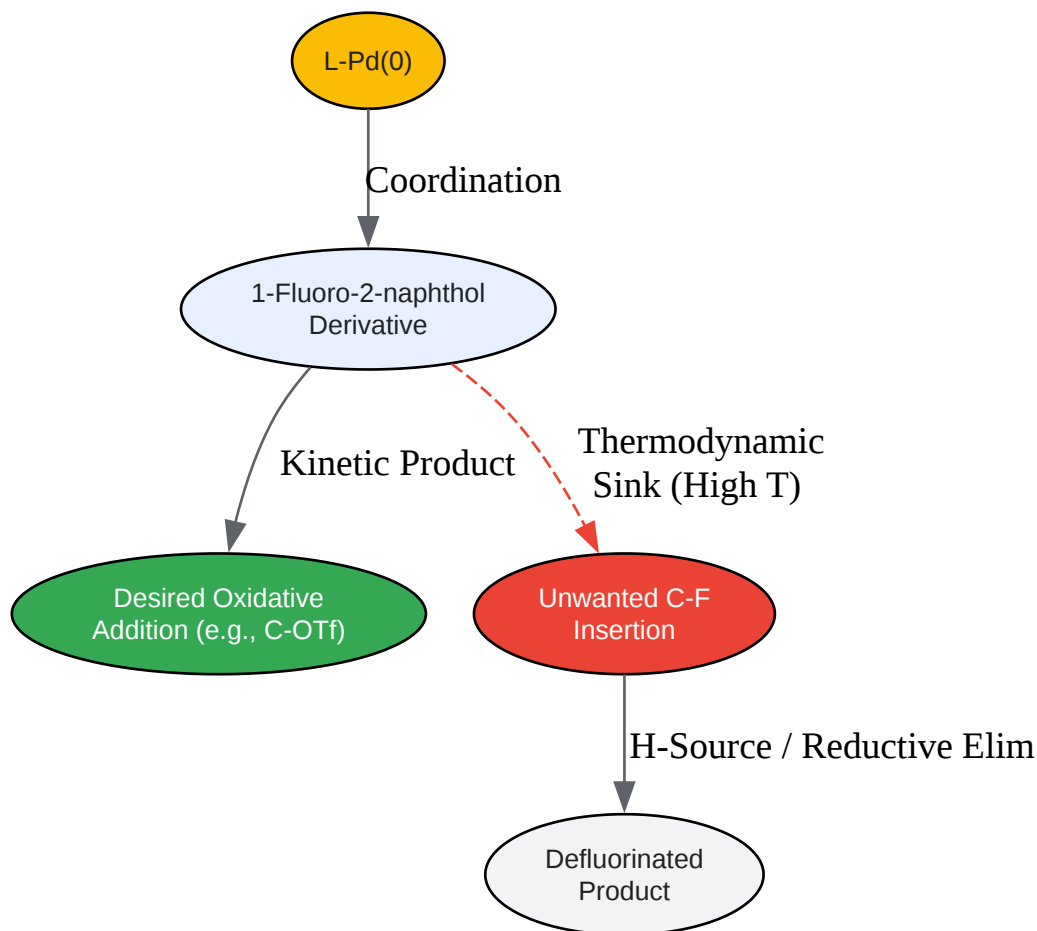 L-Pd(0)
Coordination
1-Fluoro-2-naphthol
Derivative
Kinetic Product
Thermodynamic
Sink (High T)
Desired Oxidative
Addition (e.g., C-OTf)
Unwanted C-F
Insertion
H-Source / Reductive Elim
Defluorinated
Product